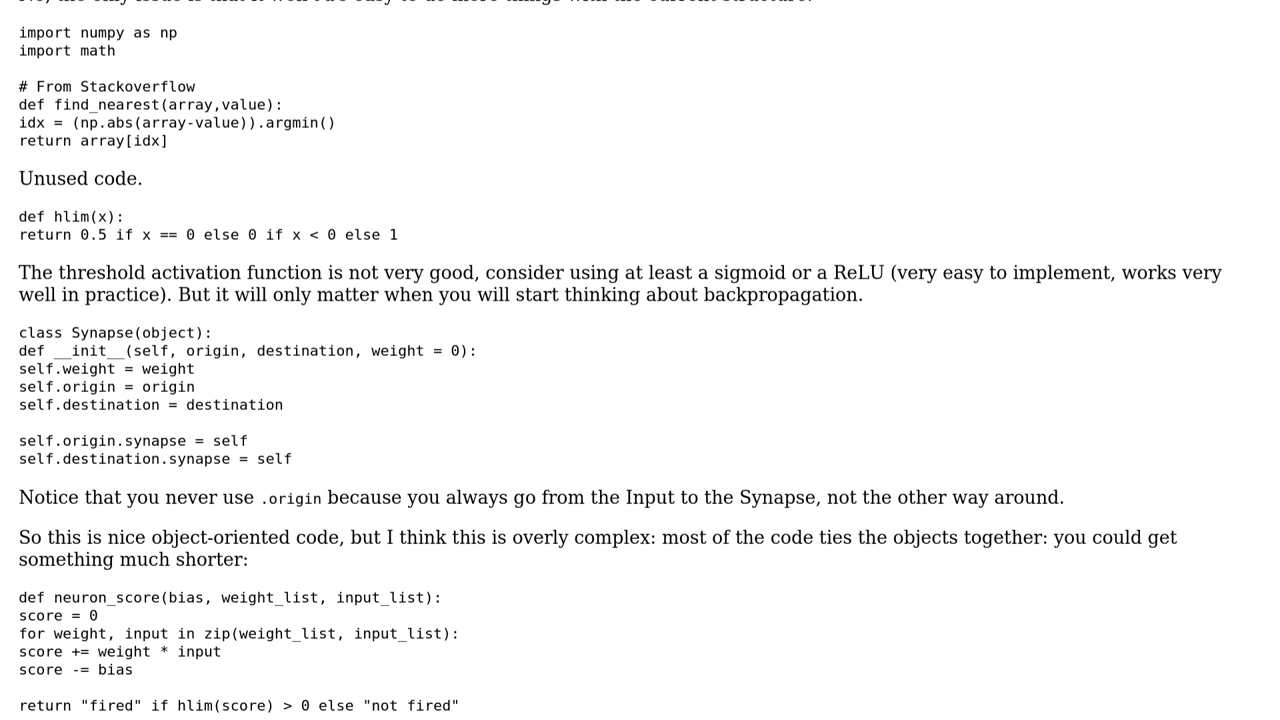 import numpy as np
import math
# From Stackoverflow
def find_nearest(array,value):
idx = (np.abs(array-value)).argmin()
return array[idx]
Unused code.
def hlim(x):
return 0.5 if x == 0 else 0 if x < 0 else 1
The threshold activation function is not very good, consider using at least a sigmoid or a ReLU (very easy to implement, works very
well in practice). But it will only matter when you will start thinking about backpropagation.
class Synapse(object):
def __init__(self, origin, destination, weight = 0):
self.weight = weight
self.origin = origin
self.destination = destination
self.origin.synapse = self
self.destination.synapse = self
Notice that you never use .origin because you always go from the Input to the Synapse, not the other way around.
So this is nice object-oriented code, but I think this is overly complex: most of the code ties the objects together: you could get
something much shorter:
def neuron_score(bias, weight_list, input_list):
score = 0
for weight, input in zip(weight_list, input_list):
score += weight * input
score -= bias
return "fired" if hlim(score) > 0 else "not fired"